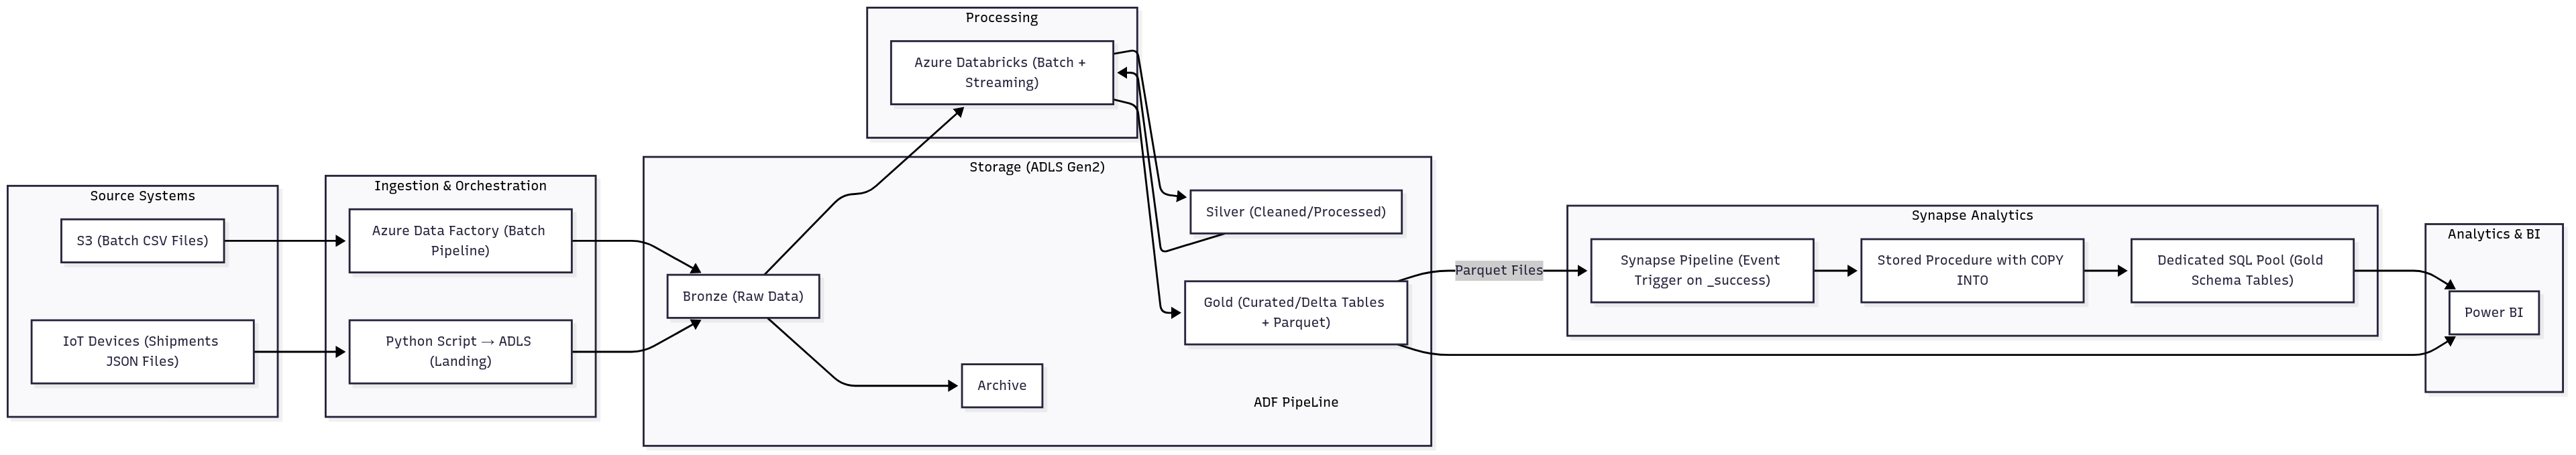 Processing
Azure Databricks (Batch +
Streaming)
Storage (ADLS Gen2)
Source Systems
S3 (Batch CSV Files)
IoT Devices (Shipments
JSON Files)
Ingestion & Orchestration
Azure Data Factory (Batch
Pipeline)
Python Script → ADLS
(Landing)
Bronze (Raw Data)
Silver (Cleaned/Processed)
Gold (Curated/Delta Tables
+ Parquet)
Archive
ADF PipeLine
Parquet Files
Synapse Analytics
Synapse Pipeline (Event
Trigger on _success)
Stored Procedure with COPY
INTO
Dedicated SQL Pool (Gold
Schema Tables)
Analytics & BI
Power BI